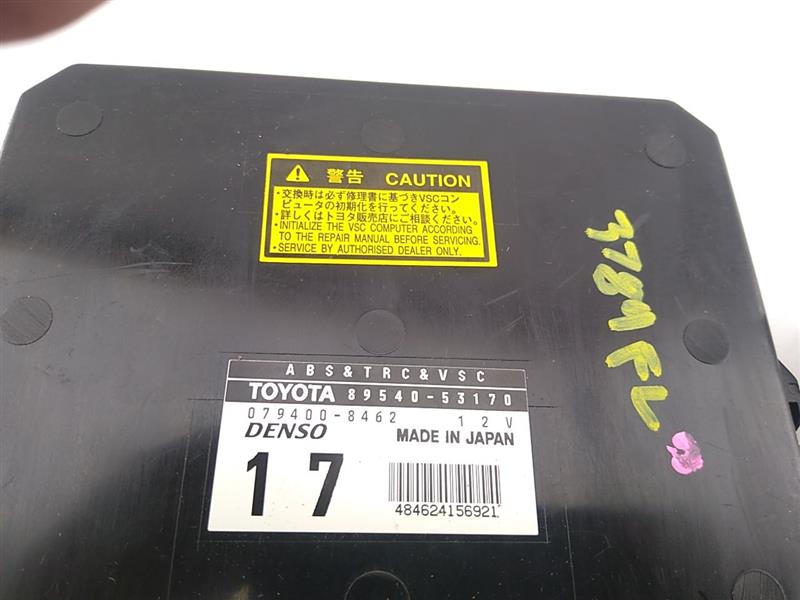 警告 CAUTION
・交換時は必ず修理書に基づきVSCコン
ピュータの初期化を行ってください。
・詳しくはトヨタ販売店にご相談ください。
・INITIALIZE THE VSC COMPUTER ACCORDING
TO THE REPAIR MANUAL BEFORE SERVICING.
・SERVICE BY AUTHORISED DEALER ONLY.
ABS&TRC&VSC
TOYOTA 89540-53170
079400-8462 12V
DENSO MADE IN JAPAN
17
484624156921